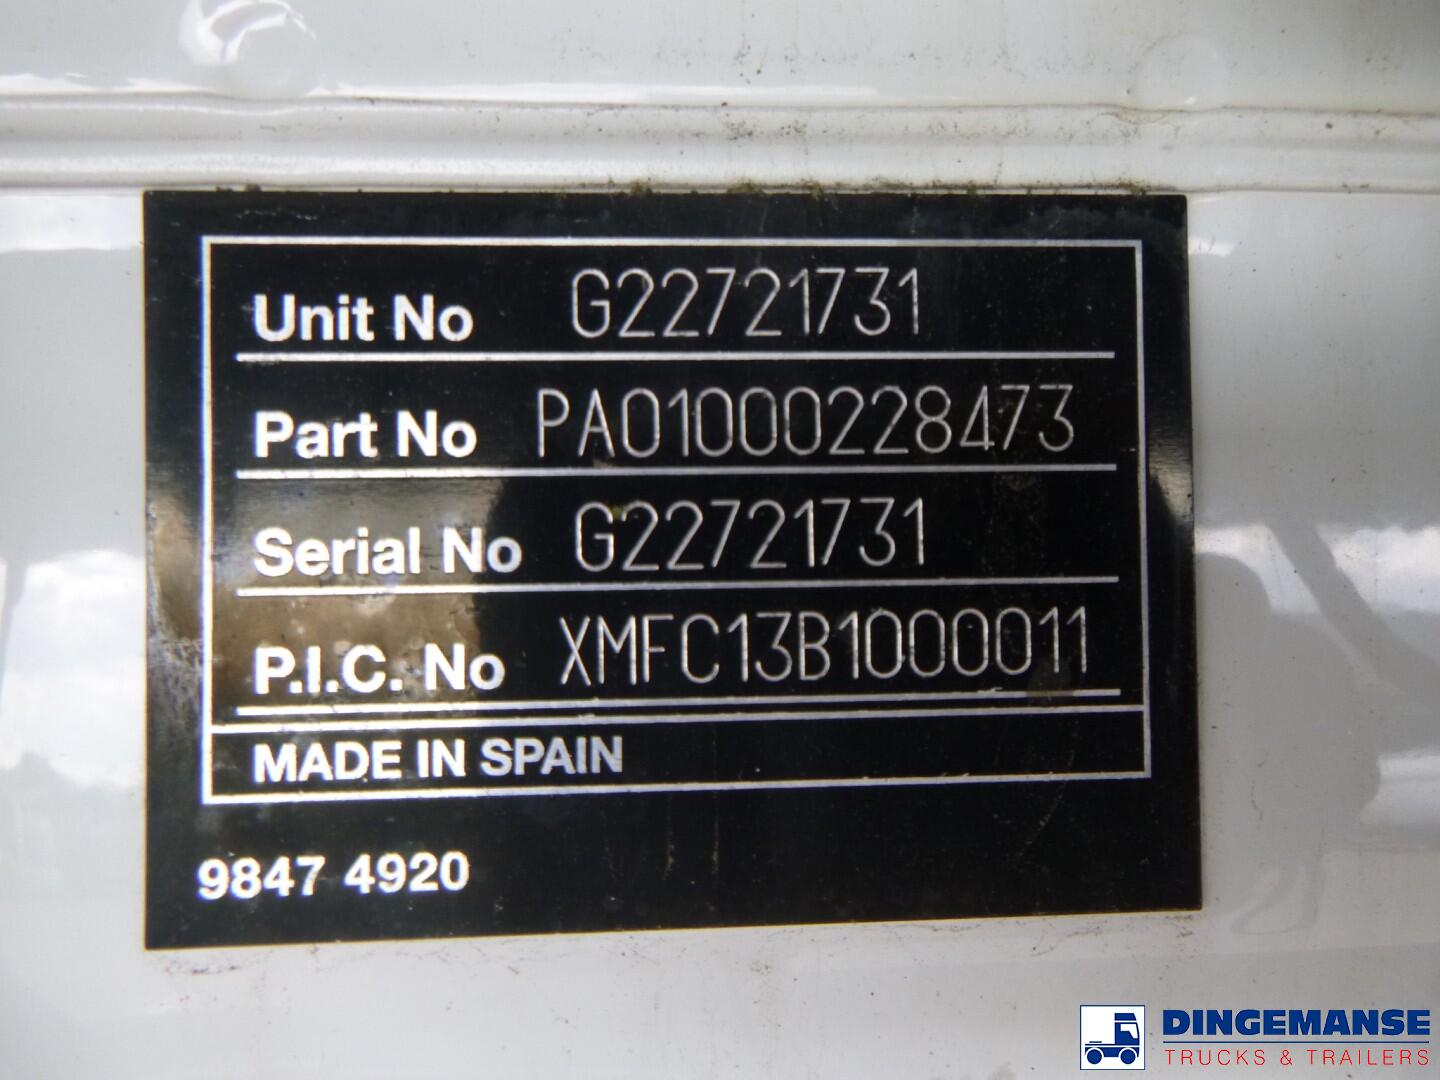 Unit No G22721731
Part No PA01000228473
Serial No G22721731
P.I.C. No XMFC13B1000011
MADE IN SPAIN
9847 4920
DINGEMANSE
TRUCKS & TRAILERS